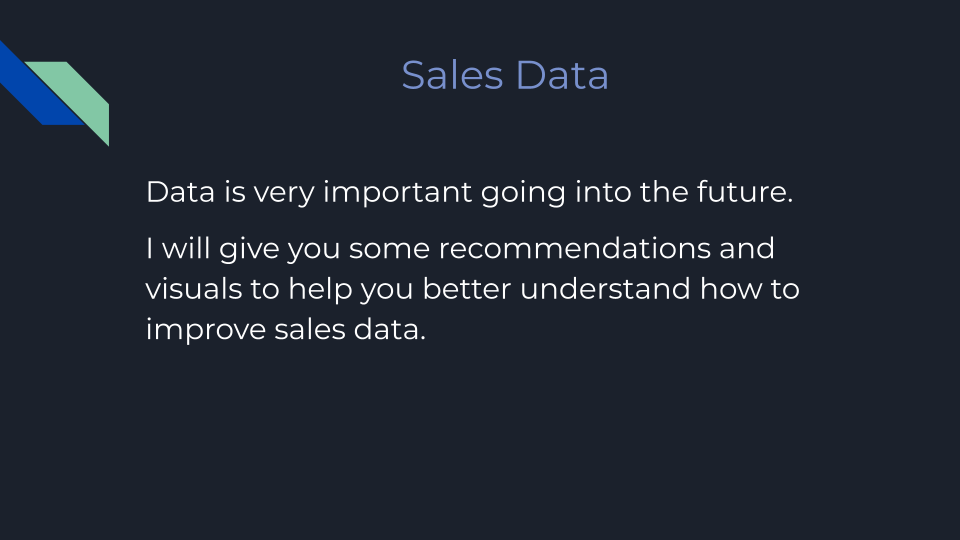 Sales Data
Data is very important going into the future.
I will give you some recommendations and
visuals to help you better understand how to
improve sales data.